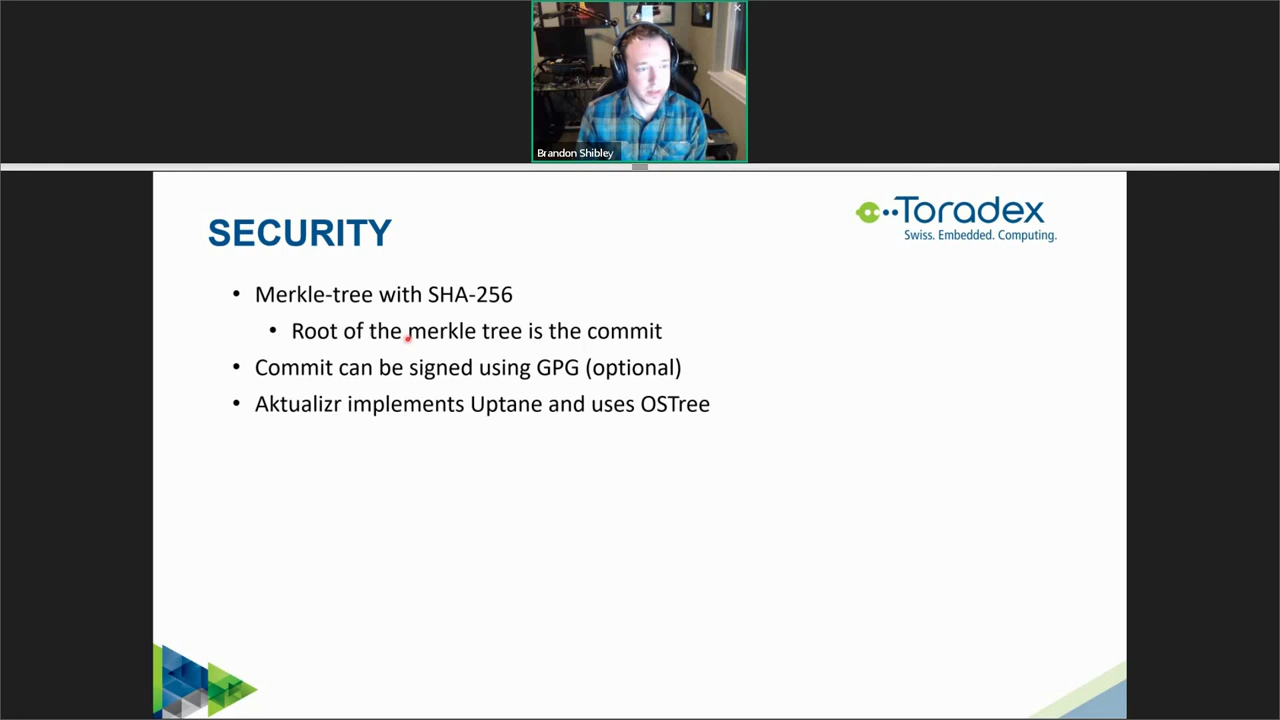 Brandon Shibley
SECURITY
Toradex
Swiss. Embedded. Computing.
• Merkle-tree with SHA-256
• Root of the merkle tree is the commit
• Commit can be signed using GPG (optional)
• Aktualizr implements Uptane and uses OSTree